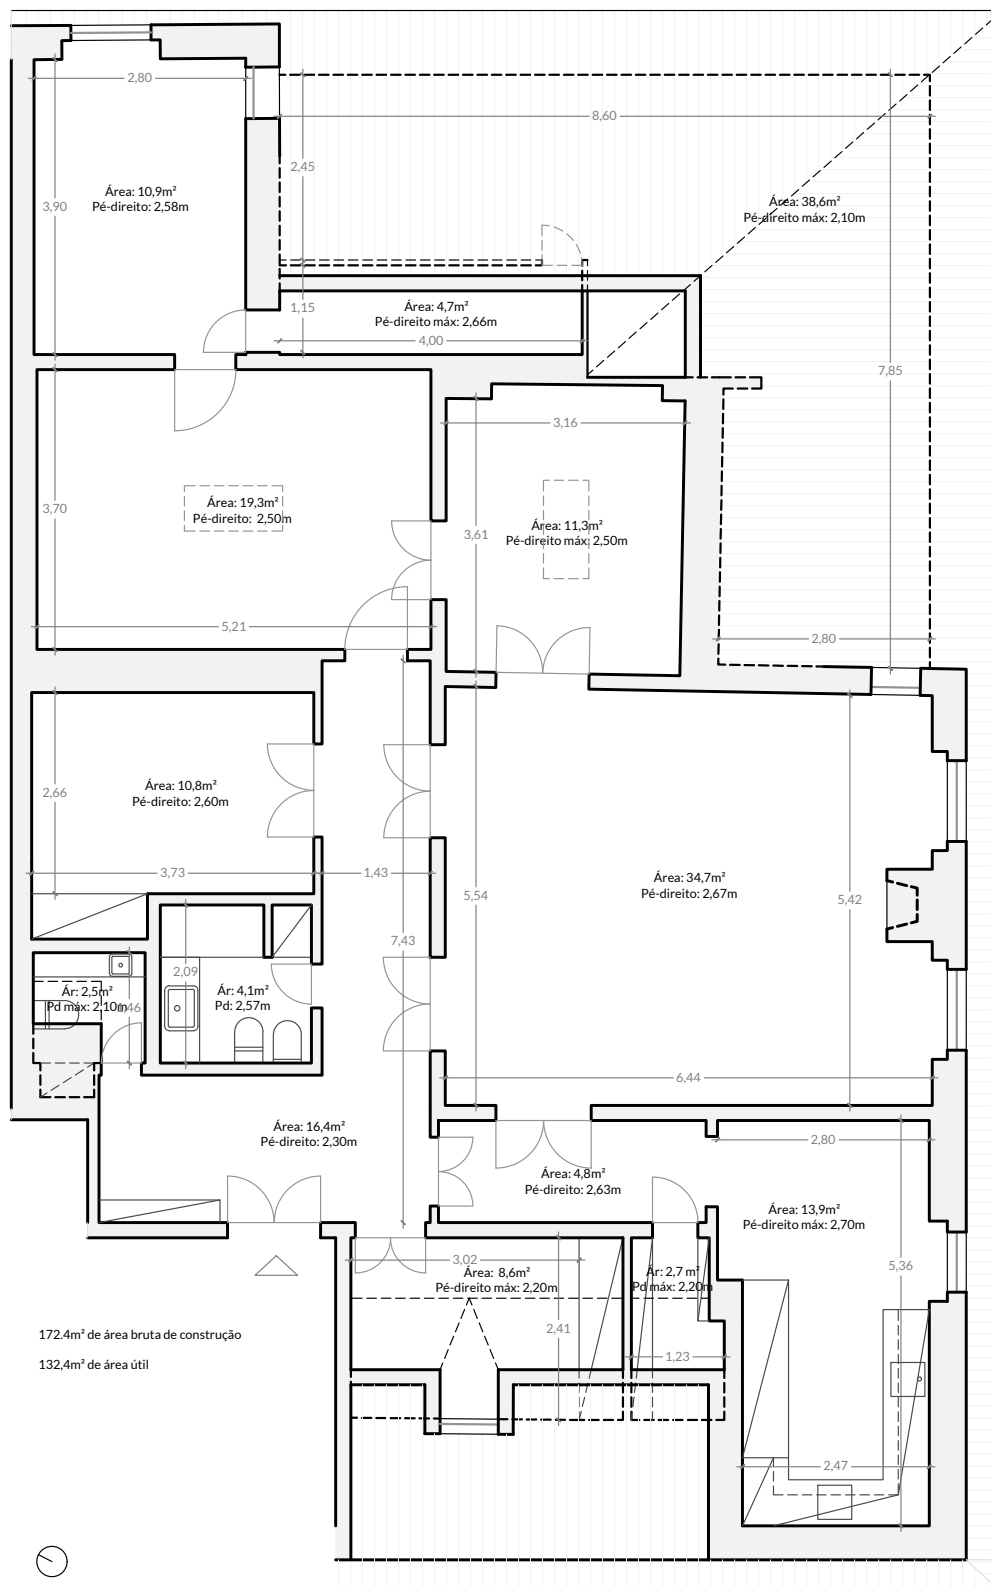 2,80
8,60
2,45
Área: 10,9m²
Pé-direito: 2,58m
3,90
Área: 38,6m²
Pé-direito máx: 2,10m
1,15
Área: 4,7m²
Pé-direito máx: 2,66m
4,00
7,85
3,16
3,70
Área: 19,3m²
Pé-direito: 2,50m
Área: 11,3m²
Pé-direito máx: 2,50m
3,61
5,21
2,80
2,66
Área: 10,8m²
Pé-direito: 2,60m
3,73
1,43
5,54
Área: 34,7m²
Pé-direito: 2,67m
5,42
7,43
2,09
Ár: 2,5m²
Pd máx: 2,10m
1,46
Ár: 4,1m²
Pd: 2,57m
6,44
Área: 16,4m²
Pé-direito: 2,30m
2,80
Área: 4,8m²
Pé-direito: 2,63m
Área: 13,9m²
Pé-direito máx: 2,70m
3,02
Área: 8,6m²
Pé-direito máx: 2,20m
Ár: 2,7 m²
Pd máx: 2,20m
5,36
2,41
1,23
172.4m² de área bruta de construção
132,4m² de área útil
2,47